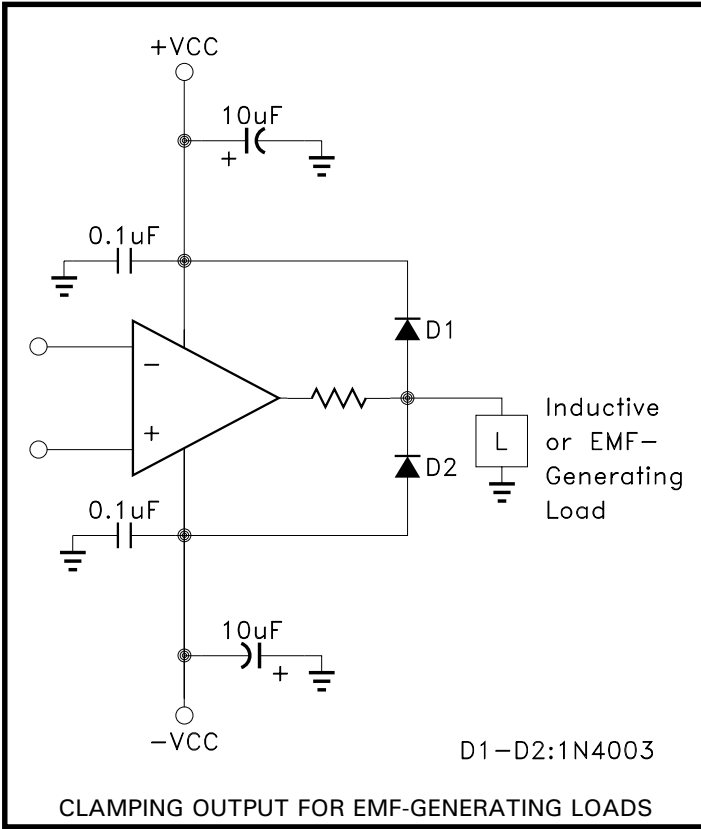 +VCC
10uF
+
0.1uF
D1
−
+
Inductive
or EMF−
Generating
Load
L
D2
0.1uF
10uF
+
−VCC
D1−D2:1N4003
CLAMPING OUTPUT FOR EMF-GENERATING LOADS